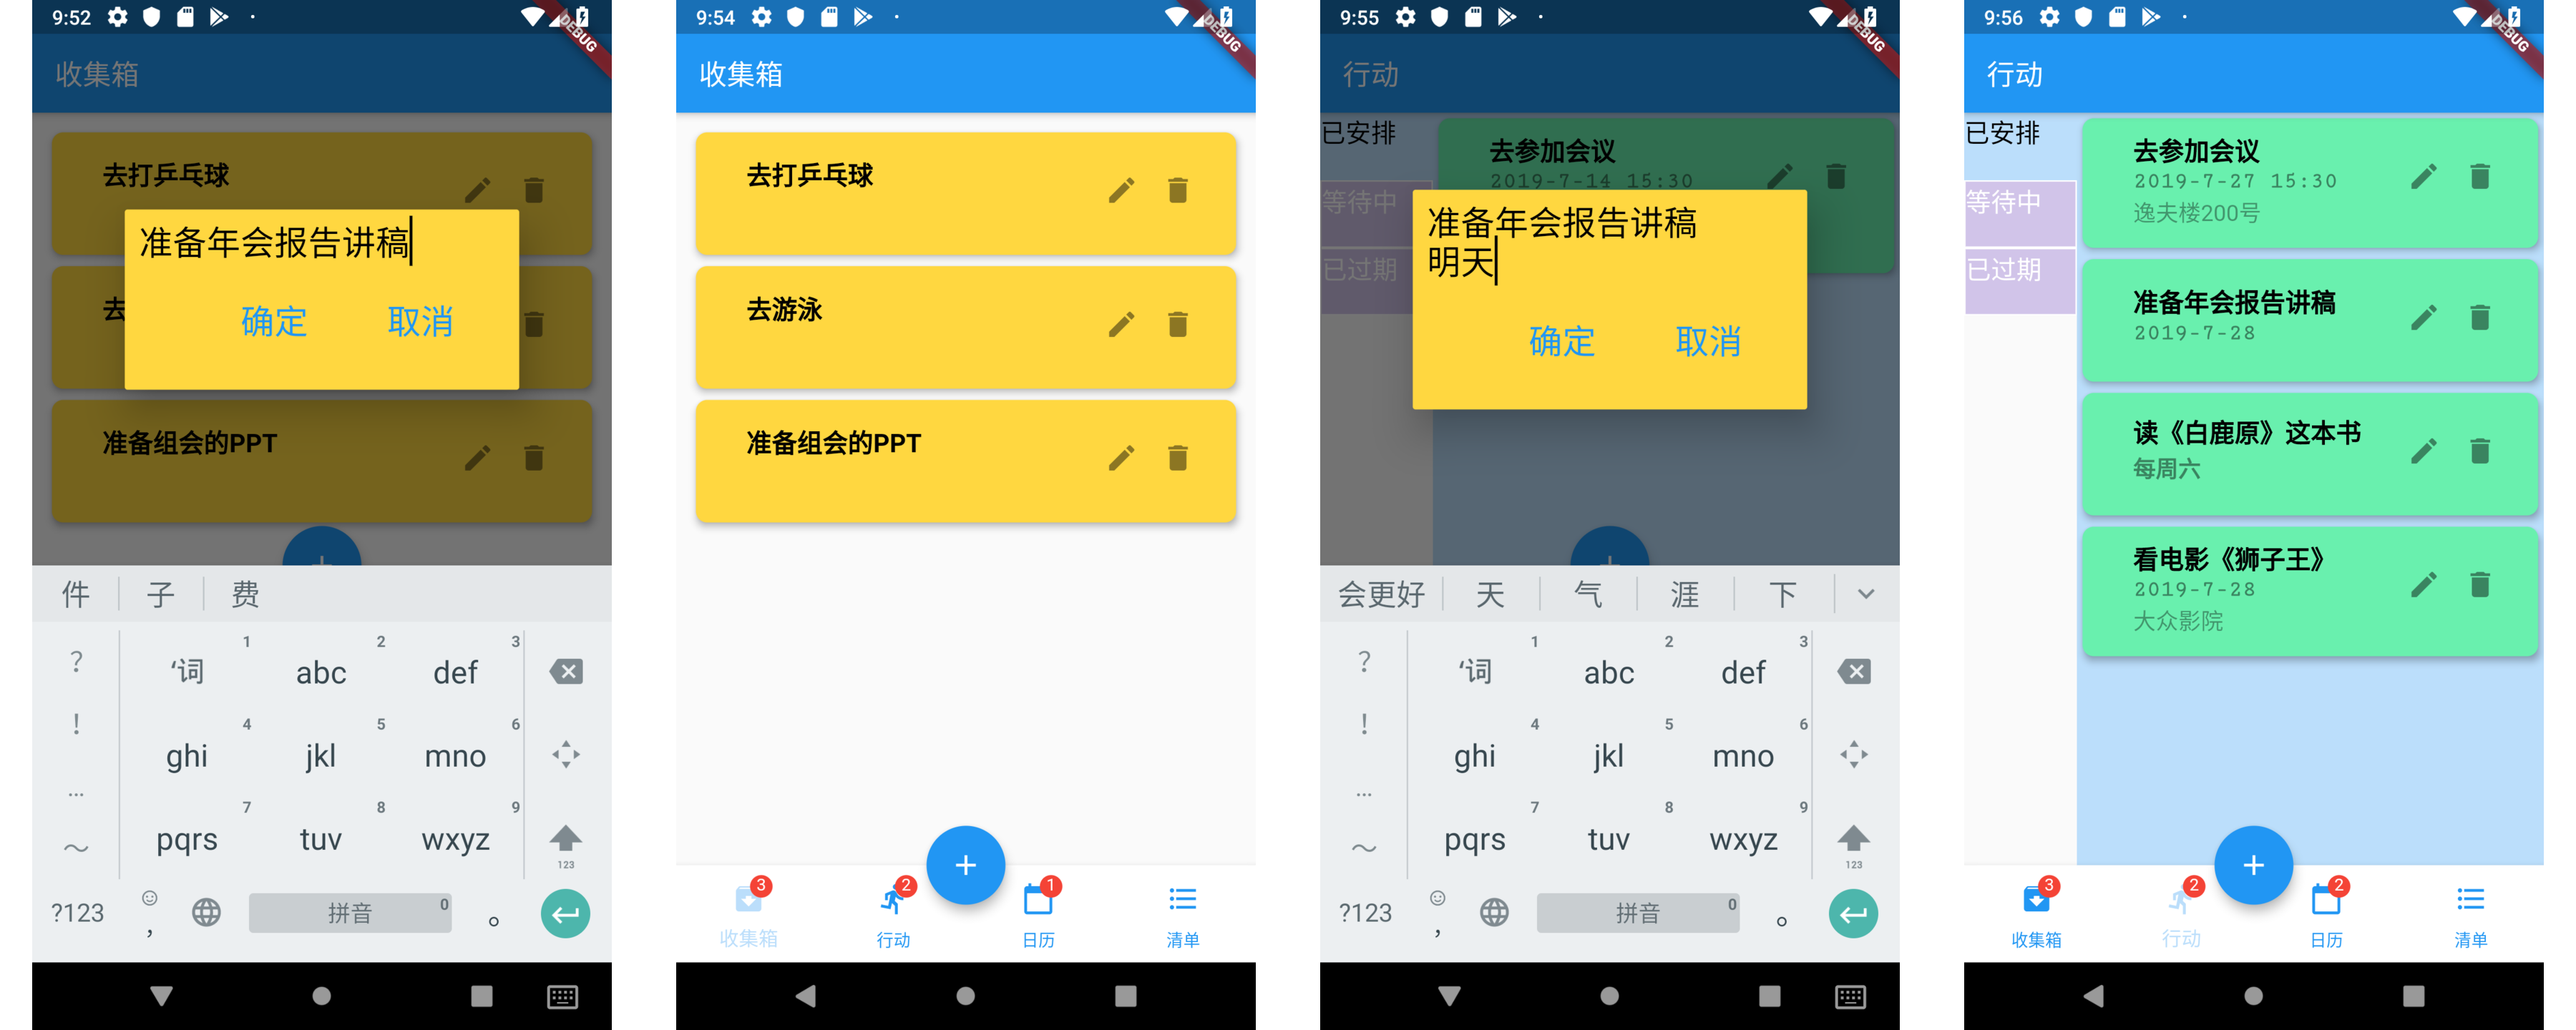 9:52
DEBUG
收集箱
去打乒乓球
准备年会报告讲稿
去
确定 取消
准备组会的PPT
+
件 子 费
? '词 1 abc 2 def 3
! ghi 4 jkl 5 mno 6
... pqrs 7 tuv 8 wxyz 9
～ 123
?123 , 拼音 0 。
9:54
DEBUG
收集箱
去打乒乓球
去游泳
准备组会的PPT
+
3 2 1
收集箱 行动 日历 清单
9:55
DEBUG
行动
已安排
等待中
已过期
去参加会议
2019-7-14 15:30
准备年会报告讲稿
明天
确定 取消
+
会更好 天 气 涯 下
? '词 1 abc 2 def 3
! ghi 4 jkl 5 mno 6
... pqrs 7 tuv 8 wxyz 9
～ 123
?123 , 拼音 0 。
9:56
DEBUG
行动
已安排
等待中
已过期
去参加会议
2019-7-27 15:30
逸夫楼200号
准备年会报告讲稿
2019-7-28
读《白鹿原》这本书
每周六
看电影《狮子王》
2019-7-28
大众影院
+
3 2 2
收集箱 行动 日历 清单